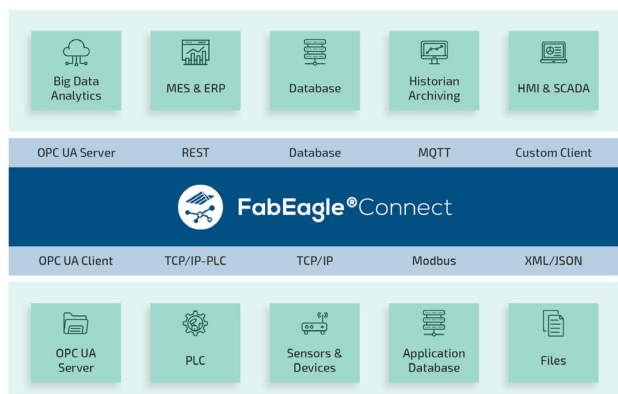 Big Data
Analytics
MES & ERP
Database
Historian
Archiving
HMI & SCADA
OPC UA Server
REST
Database
MQTT
Custom Client
FabEagle®Connect
OPC UA Client
TCP/IP-PLC
TCP/IP
Modbus
XML/JSON
OPC UA
Server
PLC
Sensors &
Devices
Application
Database
Files